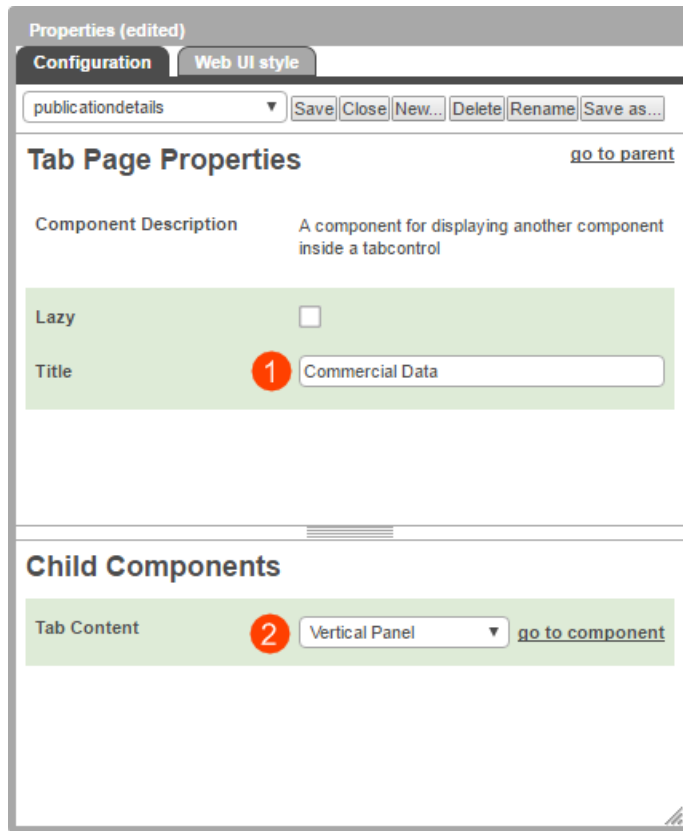 Properties (edited)
Configuration Web UI style
publicationdetails Save Close New... Delete Rename Save as...
Tab Page Properties go to parent
Component Description A component for displaying another component
inside a tabcontrol
Lazy
Title 1 Commercial Data
Child Components
Tab Content 2 Vertical Panel go to component